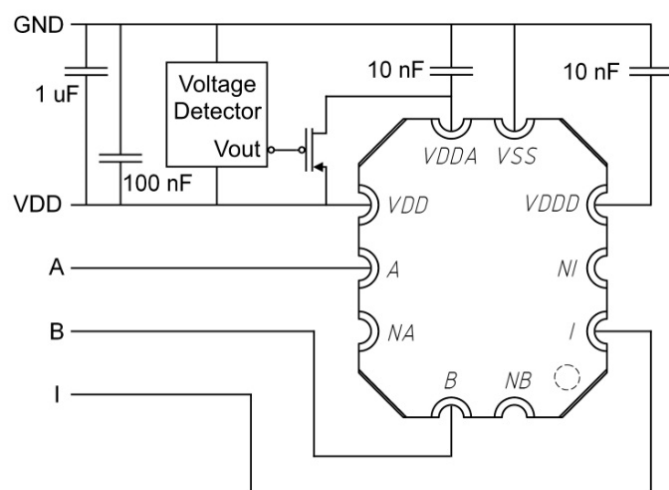 GND
1 uF
100 nF
Voltage
Detector
Vout
10 nF
10 nF
VDDA
VSS
VDD
VDD
VDDD
A
A
NI
B
NA
I
I
B
NB